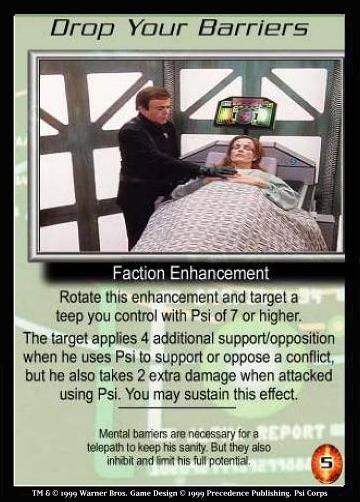 Drop Your Barriers
Faction Enhancement
Rotate this enhancement and target a
teep you control with Psi of 7 or higher.
The target applies 4 additional support/opposition
when he uses Psi to support or oppose a conflict,
but he also takes 2 extra damage when attacked
using Psi. You may sustain this effect.
Mental barriers are necessary for a
telepath to keep his sanity. But they also
inhibit and limit his full potential.
REPORT
5
TM & © 1999 Warner Bros. Game Design © 1999 Precedence Publishing. Psi Corps